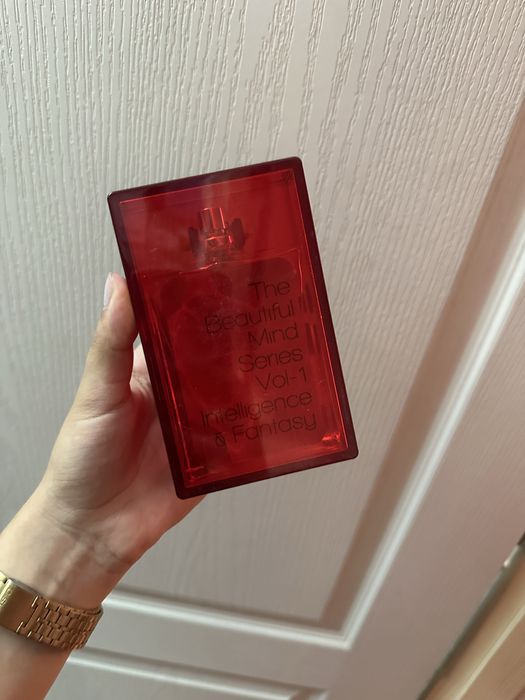 The
Beautiful
Mind
Series
Vol-1
Intelligence
& Fantasy